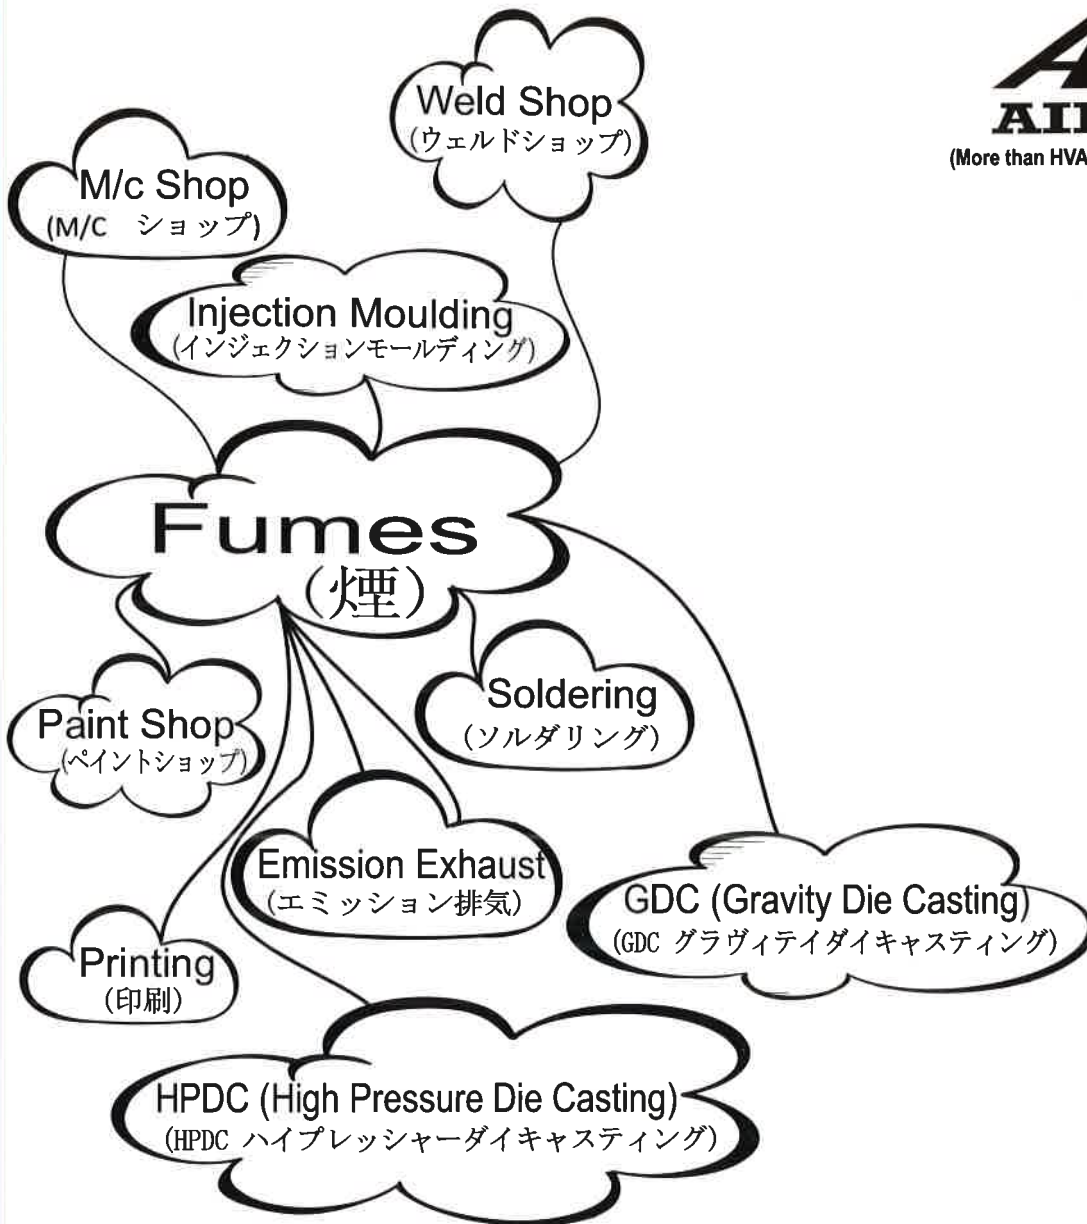 Weld Shop
(ウェルドショップ)
(More than HVA
M/c Shop
(M/C ショップ)
Injection Moulding
(インジェクションモールディング)
Fumes
(煙)
Soldering
(ソルダリング)
Paint Shop
(ペイントショップ)
Emission Exhaust
(エミッション排気)
GDC (Gravity Die Casting)
(GDC グラヴィテイダイキャスティング)
Printing
(印刷)
HPDC (High Pressure Die Casting)
(HPDC ハイプレッシャーダイキャスティング)